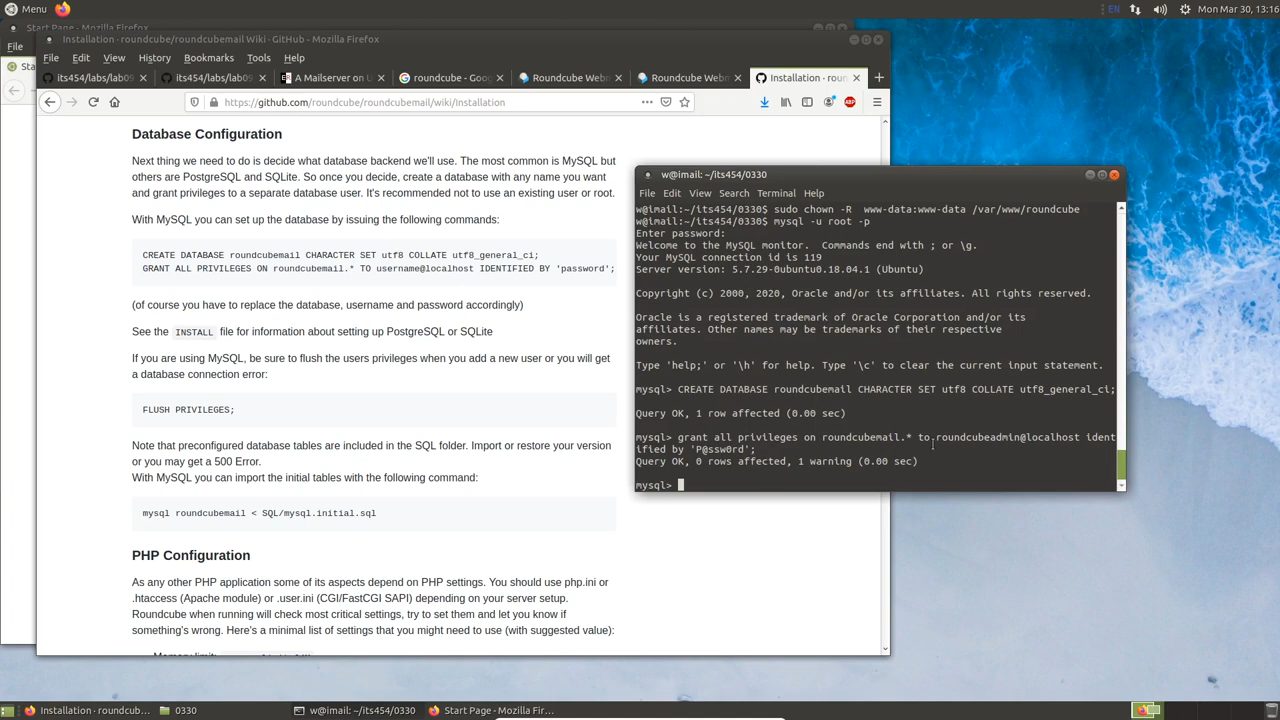 Menu
EN
Mon Mar 30, 13:16
Start Page - Mozilla Firefox
File
Installation · roundcube/roundcubemail Wiki · GitHub - Mozilla Firefox
File Edit View History Bookmarks Tools Help
its454/labs/lab09
its454/labs/lab09
A Mailserver on U
roundcube - Goog
Roundcube Webm
Roundcube Webm
Installation · roun
https://github.com/roundcube/roundcubemail/wiki/Installation
Database Configuration
Next thing we need to do is decide what database backend we'll use. The most common is MySQL but
others are PostgreSQL and SQLite. So once you decide, create a database with any name you want
and grant privileges to a separate database user. It's recommended not to use an existing user or root.
With MySQL you can set up the database by issuing the following commands:
CREATE DATABASE roundcubemail CHARACTER SET utf8 COLLATE utf8_general_ci;
GRANT ALL PRIVILEGES ON roundcubemail.* TO username@localhost IDENTIFIED BY 'password';
(of course you have to replace the database, username and password accordingly)
See the INSTALL file for information about setting up PostgreSQL or SQLite
If you are using MySQL, be sure to flush the users privileges when you add a new user or you will get
a database connection error:
FLUSH PRIVILEGES;
Note that preconfigured database tables are included in the SQL folder. Import or restore your version
or you may get a 500 Error.
With MySQL you can import the initial tables with the following command:
mysql roundcubemail < SQL/mysql.initial.sql
PHP Configuration
As any other PHP application some of its aspects depend on PHP settings. You should use php.ini or
.htaccess (Apache module) or .user.ini (CGI/FastCGI SAPI) depending on your server setup.
Roundcube when running will check most critical settings, try to set them and let you know if
something's wrong. Here's a minimal list of settings that you might need to use (with suggested value):
w@imail: ~/its454/0330
File Edit View Search Terminal Help
w@imail:~/its454/0330$ sudo chown -R  www-data:www-data /var/www/roundcube
w@imail:~/its454/0330$ mysql -u root -p
Enter password:
Welcome to the MySQL monitor.  Commands end with ; or \g.
Your MySQL connection id is 119
Server version: 5.7.29-0ubuntu0.18.04.1 (Ubuntu)
Copyright (c) 2000, 2020, Oracle and/or its affiliates. All rights reserved.
Oracle is a registered trademark of Oracle Corporation and/or its
affiliates. Other names may be trademarks of their respective
owners.
Type 'help;' or '\h' for help. Type '\c' to clear the current input statement.
mysql> CREATE DATABASE roundcubemail CHARACTER SET utf8 COLLATE utf8_general_ci;
Query OK, 1 row affected (0.00 sec)
mysql> grant all privileges on roundcubemail.* to roundcubeadmin@localhost ident
ified by 'P@ssw0rd';
Query OK, 0 rows affected, 1 warning (0.00 sec)
mysql>
Installation · roundcub...
0330
w@imail: ~/its454/0330
Start Page - Mozilla Fir...